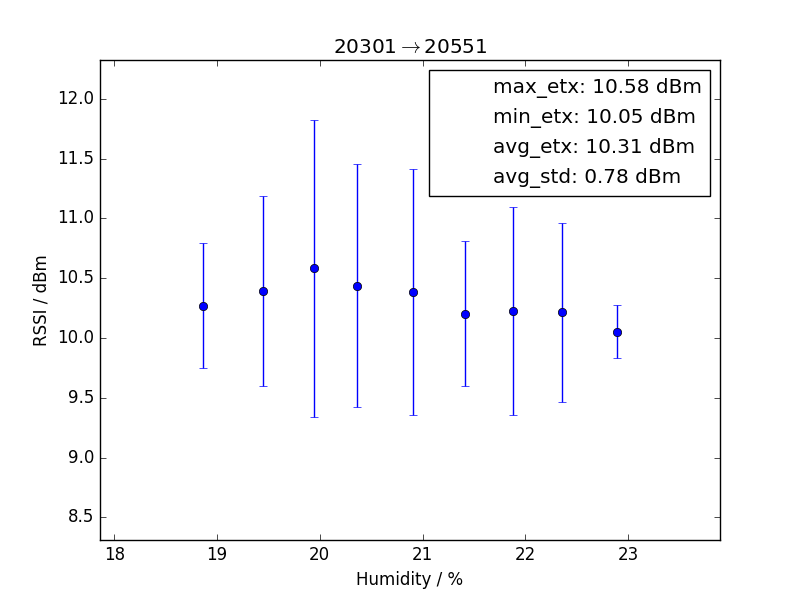 20301→20551
max_etx: 10.58 dBm
min_etx: 10.05 dBm
avg_etx: 10.31 dBm
avg_std: 0.78 dBm
RSSI / dBm
12.0
11.5
11.0
10.5
10.0
9.5
9.0
8.5
18 19 20 21 22 23
Humidity / %